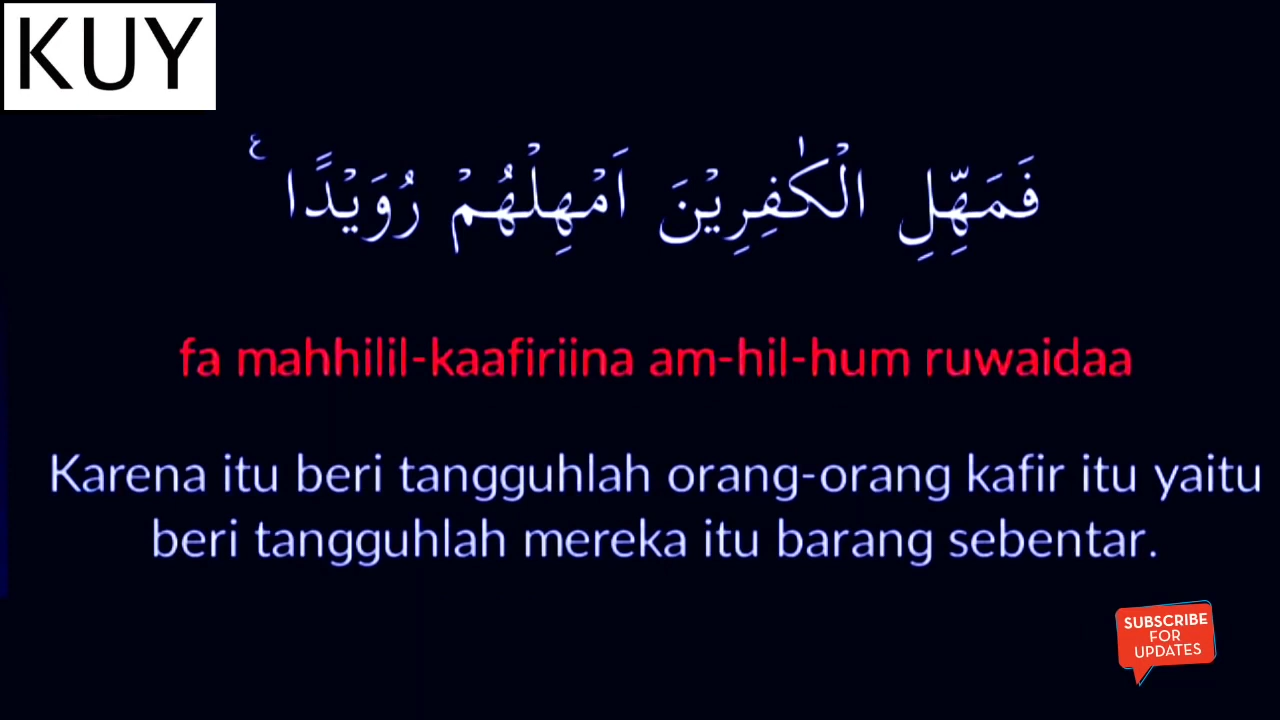 KUY
فَمَهِّلِ الْكٰفِرِيْنَ اَمْهِلْهُمْ رُوَيْدًا ۚ ع
fa mahhilil-kaafiriina am-hil-hum ruwaidaa
Karena itu beri tangguhlah orang-orang kafir itu yaitu
beri tangguhlah mereka itu barang sebentar.
SUBSCRIBE
FOR
UPDATES